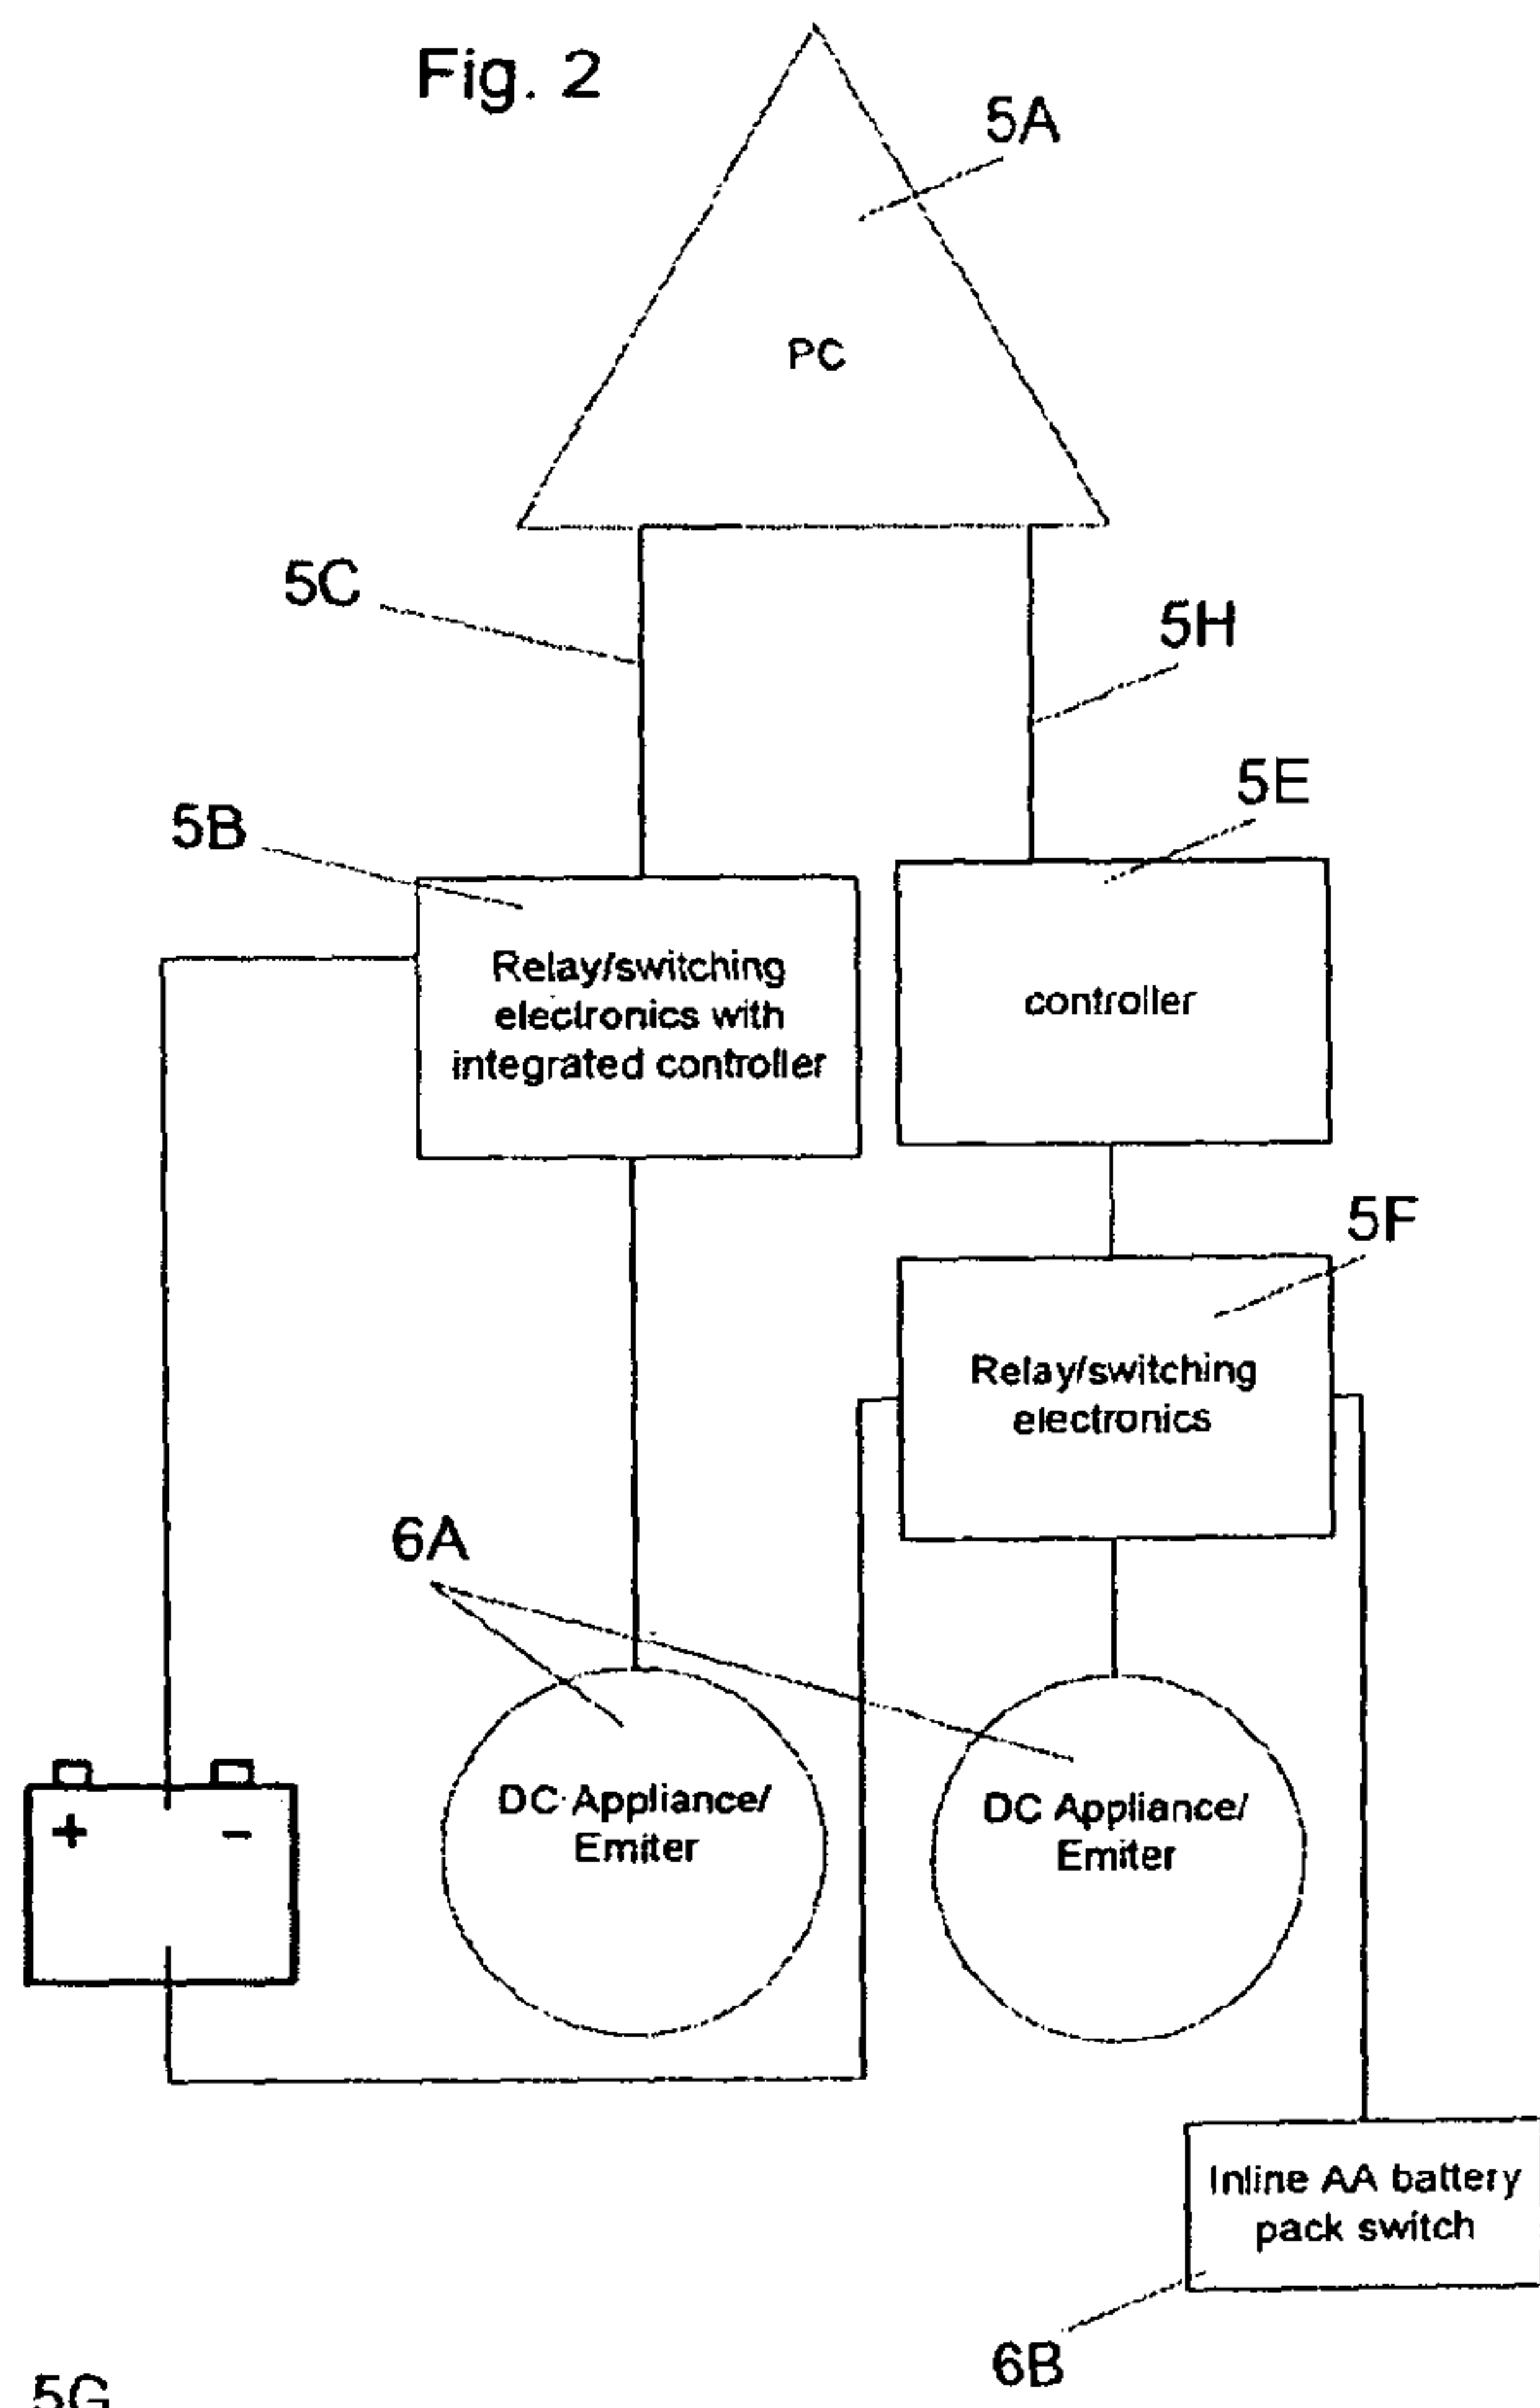 Fig. 2
5A
PC
5C
5H
5E
5B
Relay/switching
electronics with
integrated controller
controller
5F
Relay/switching
electronics
6A
+
-
DC Appliance/
Emiter
DC Appliance/
Emiter
Inline AA battery
pack switch
6B
5G